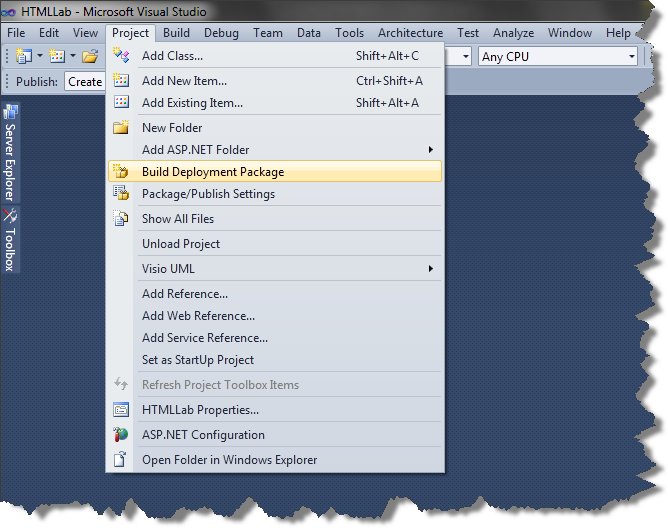 HTMLLab - Microsoft Visual Studio
File Edit View Project Build Debug Team Data Tools Architecture Test Analyze Window Help
Any CPU
Publish: Create
Server Explorer
Toolbox
Add Class... Shift+Alt+C
Add New Item... Ctrl+Shift+A
Add Existing Item... Shift+Alt+A
New Folder
Add ASP.NET Folder
Build Deployment Package
Package/Publish Settings
Show All Files
Unload Project
Visio UML
Add Reference...
Add Web Reference...
Add Service Reference...
Set as StartUp Project
Refresh Project Toolbox Items
HTMLLab Properties...
ASP.NET Configuration
Open Folder in Windows Explorer